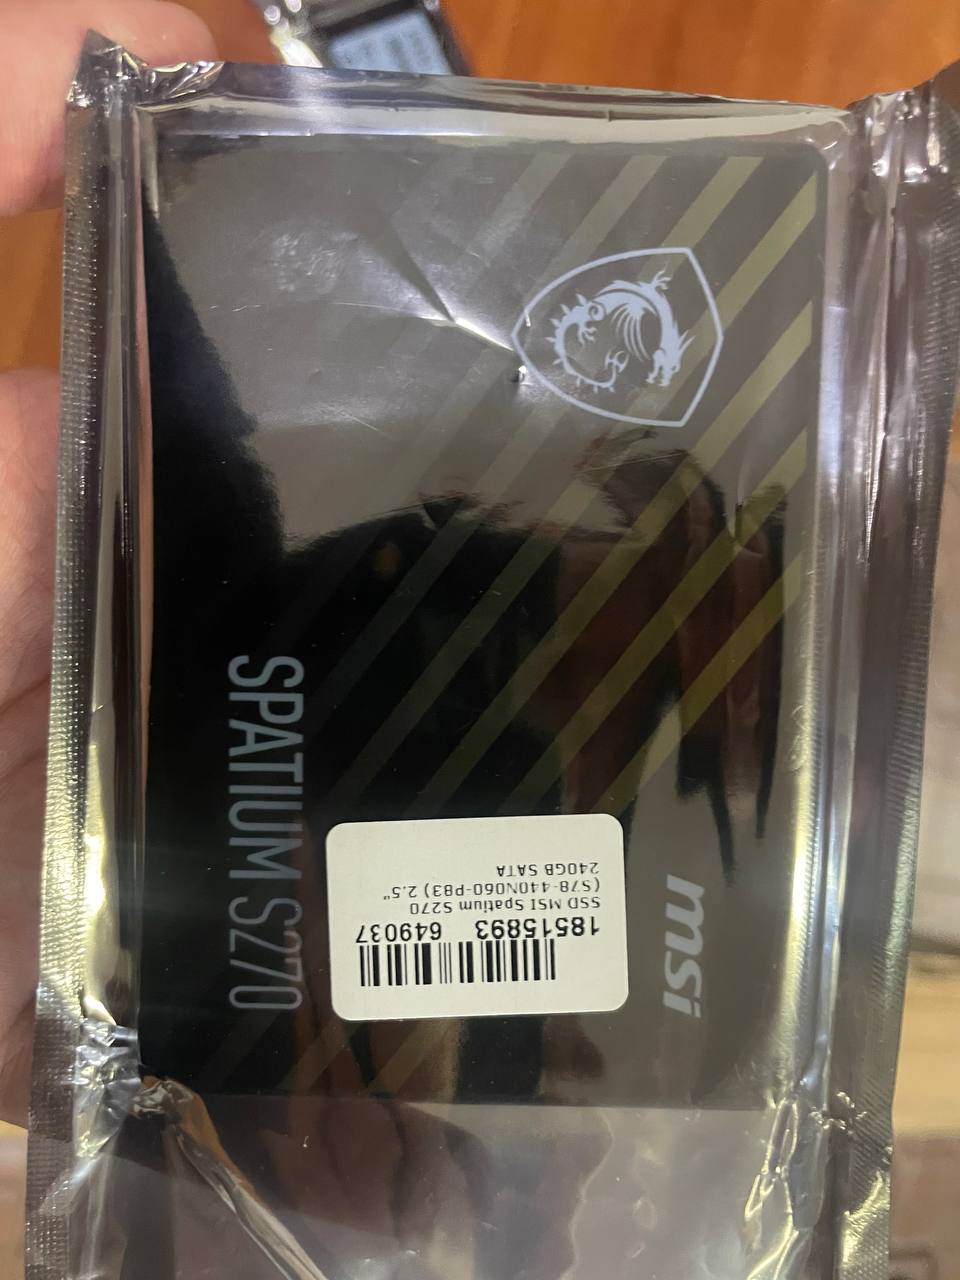 SPATIUM S270
msi
SSD MSI Spatium S270
(S78-440N060-P83) 2.5"
240GB SATA
18515893 649037